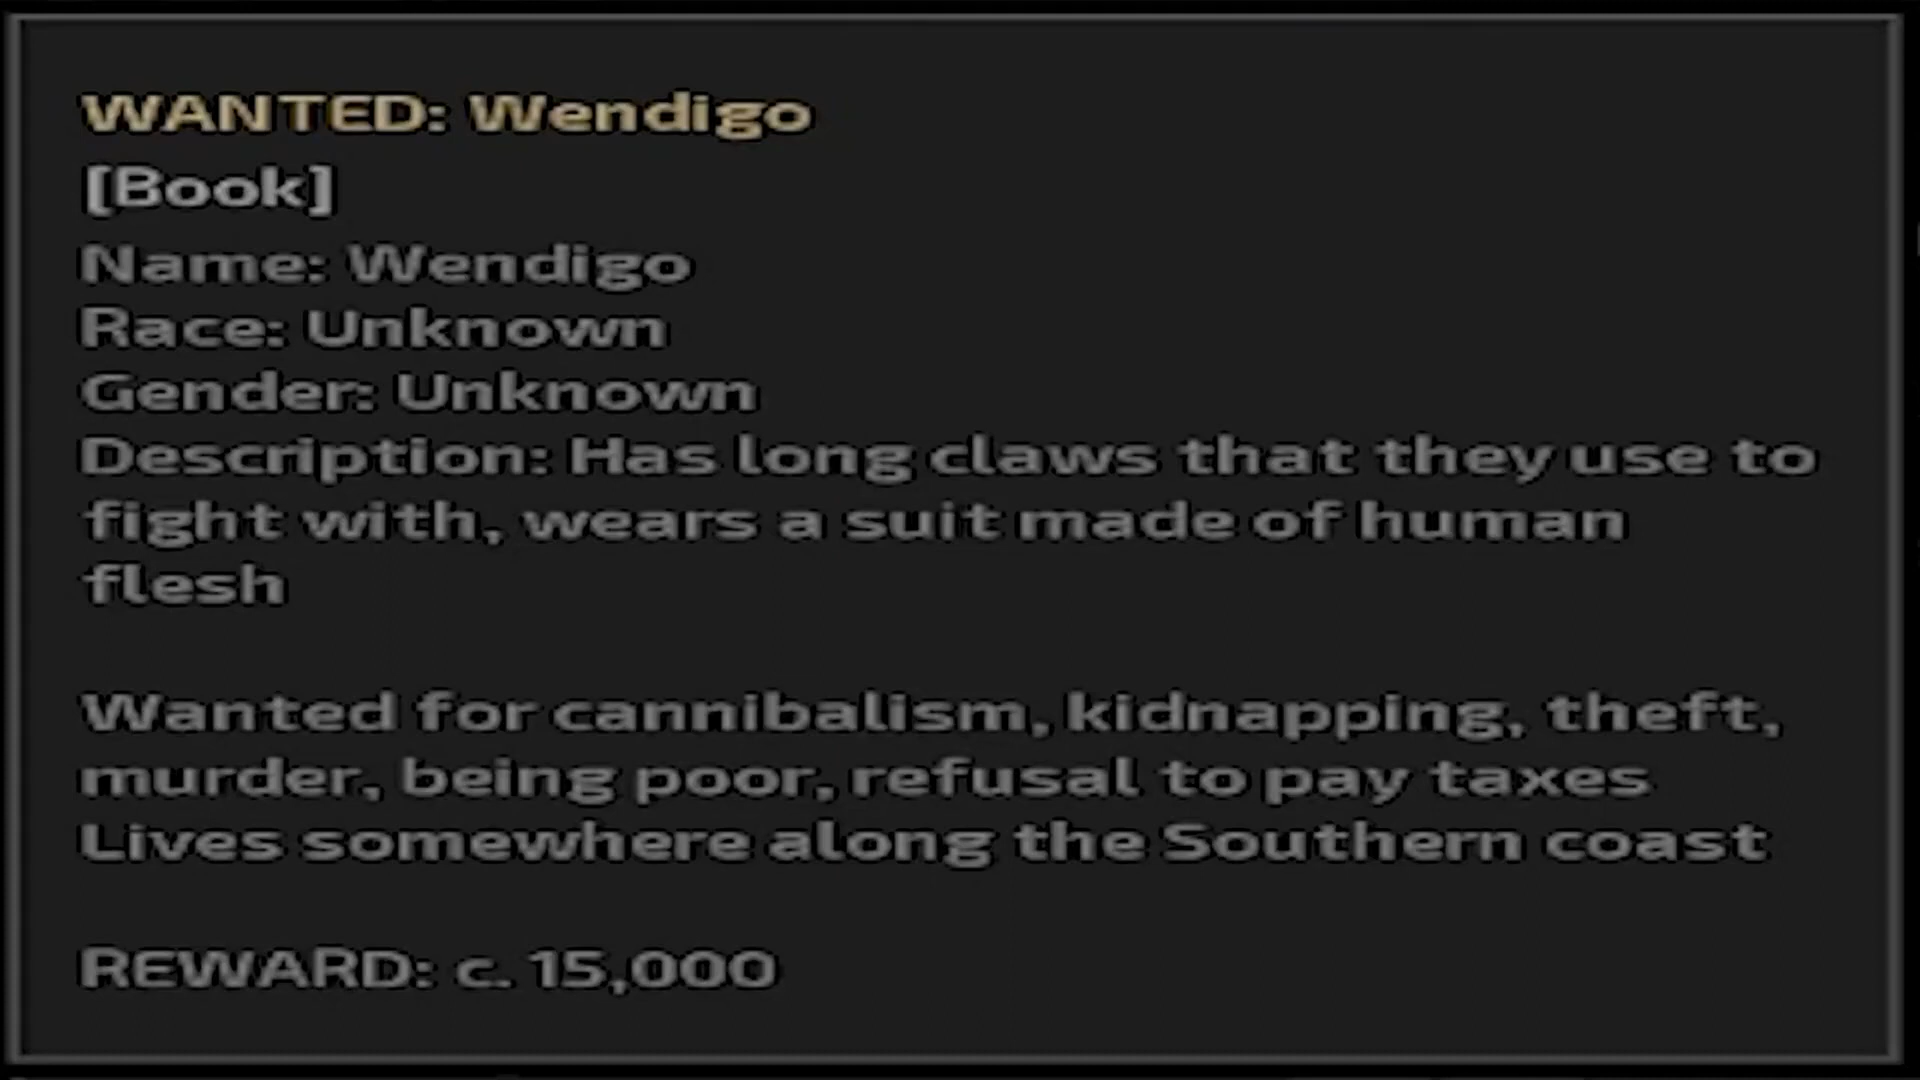 WANTED: Wendigo
[Book]
Name: Wendigo
Race: Unknown
Gender: Unknown
Description: Has long claws that they use to
fight with, wears a suit made of human
flesh
Wanted for cannibalism, kidnapping, theft,
murder, being poor, refusal to pay taxes
Lives somewhere along the Southern coast
REWARD: c. 15,000